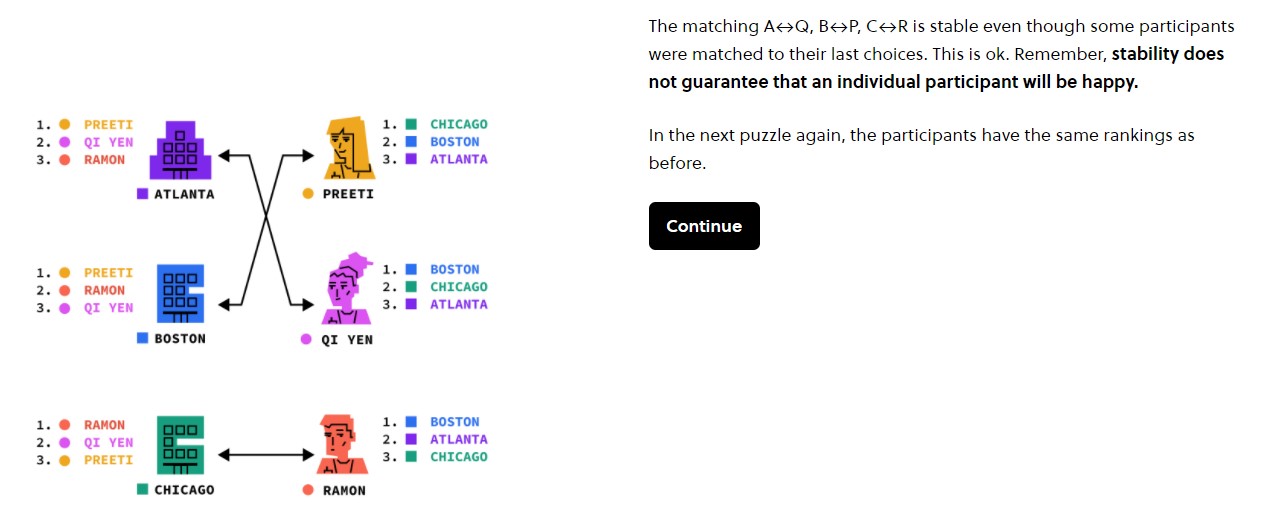 The matching A↔Q, B↔P, C↔R is stable even though some participants
were matched to their last choices. This is ok. Remember, stability does
not guarantee that an individual participant will be happy.
In the next puzzle again, the participants have the same rankings as
before.
Continue
1. PREETI
2. QI YEN
3. RAMON
ATLANTA
1. CHICAGO
2. BOSTON
3. ATLANTA
PREETI
1. PREETI
2. RAMON
3. QI YEN
BOSTON
1. BOSTON
2. CHICAGO
3. ATLANTA
QI YEN
1. RAMON
2. QI YEN
3. PREETI
CHICAGO
1. BOSTON
2. ATLANTA
3. CHICAGO
RAMON